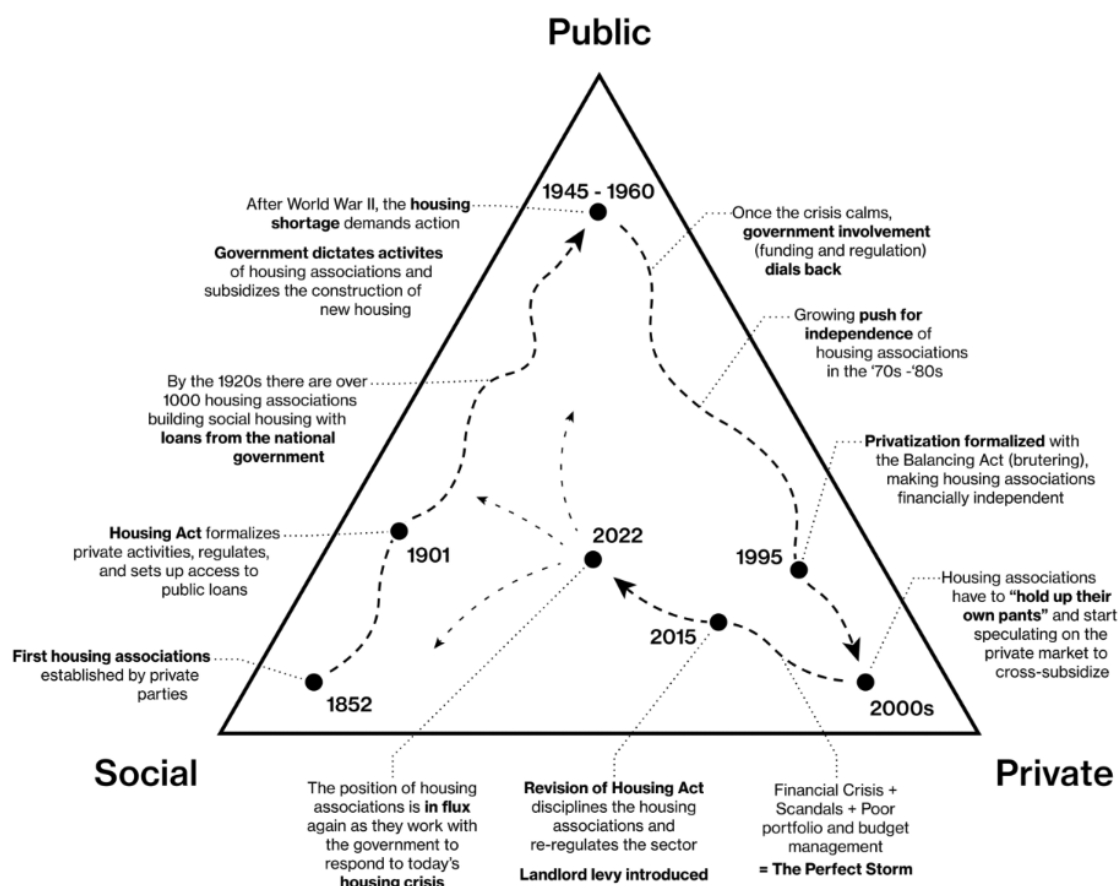 Public
1945 - 1960
After World War II, the housing
shortage demands action
Government dictates activites
of housing associations and
subsidizes the construction of
new housing
Once the crisis calms,
government involvement
(funding and regulation)
dials back
Growing push for
independence of
housing associations
in the '70s -'80s
By the 1920s there are over
1000 housing associations
building social housing with
loans from the national
government
Privatization formalized with
the Balancing Act (brutering),
making housing associations
financially independent
Housing Act formalizes
private activities, regulates,
and sets up access to
public loans
1901
2022
1995
Housing associations
have to "hold up their
own pants" and start
speculating on the
private market to
cross-subsidize
2015
First housing associations
established by private
parties
1852
2000s
Social
Private
The position of housing
associations is in flux
again as they work with
the government to
respond to today's
housing crisis
Revision of Housing Act
disciplines the housing
associations and
re-regulates the sector
Landlord levy introduced
Financial Crisis +
Scandals + Poor
portfolio and budget
management
= The Perfect Storm